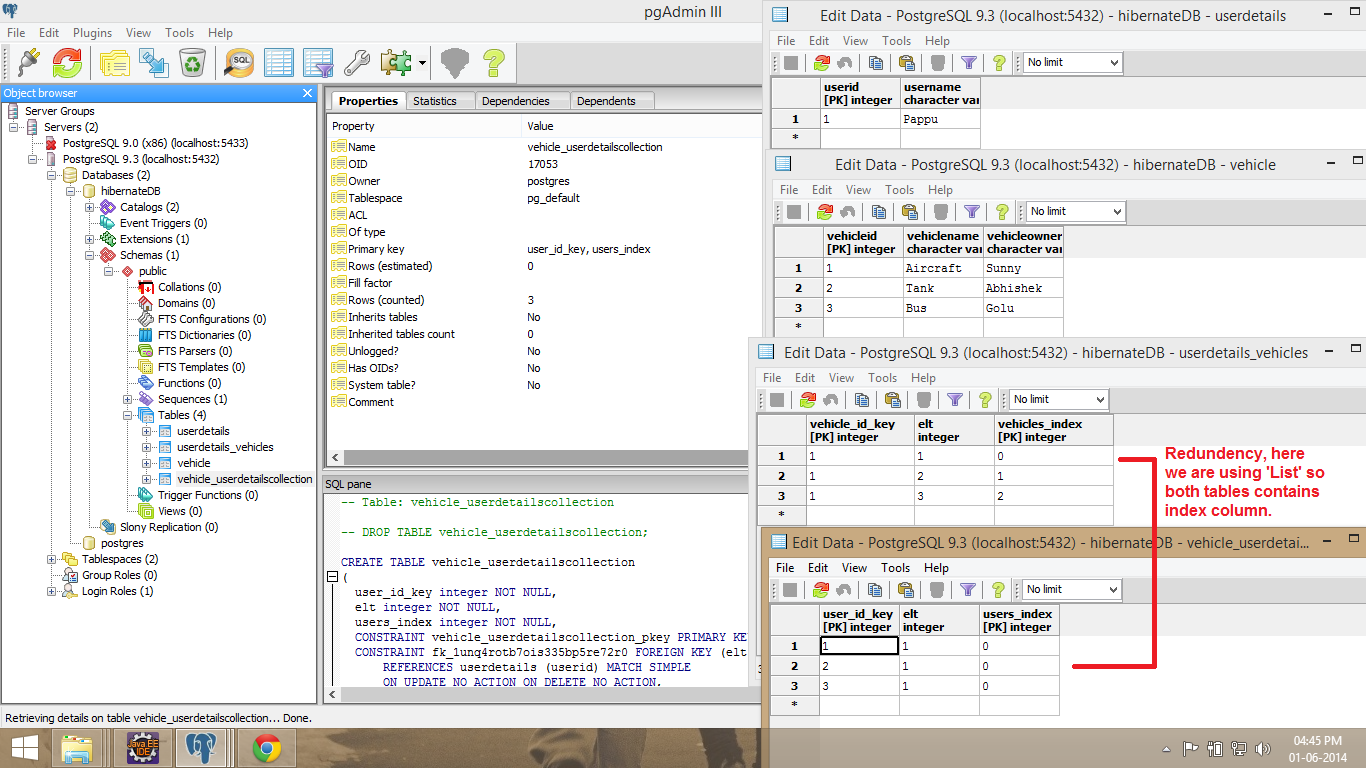 pgAdmin III
File Edit Plugins View Tools Help
SQL
Object browser
Server Groups
Servers (2)
PostgreSQL 9.0 (x86) (localhost:5433)
PostgreSQL 9.3 (localhost:5432)
Databases (2)
hibernateDB
Catalogs (2)
Event Triggers (0)
Extensions (1)
Schemas (1)
public
Collations (0)
Domains (0)
FTS Configurations (0)
FTS Dictionaries (0)
FTS Parsers (0)
FTS Templates (0)
Functions (0)
Sequences (1)
Tables (4)
userdetails
userdetails_vehicles
vehicle
vehicle_userdetailscollection
Trigger Functions (0)
Views (0)
Slony Replication (0)
postgres
Tablespaces (2)
Group Roles (0)
Login Roles (1)
Properties Statistics Dependencies Dependents
Property Value
Name vehicle_userdetailscollection
OID 17053
Owner postgres
Tablespace pg_default
ACL
Of type
Primary key user_id_key, users_index
Rows (estimated) 0
Fill factor
Rows (counted) 3
Inherits tables No
Inherited tables count 0
Unlogged? No
Has OIDs? No
System table? No
Comment
SQL pane
-- Table: vehicle_userdetailscollection
-- DROP TABLE vehicle_userdetailscollection;
CREATE TABLE vehicle_userdetailscollection
(
user_id_key integer NOT NULL,
elt integer NOT NULL,
users_index integer NOT NULL,
CONSTRAINT vehicle_userdetailscollection_pkey PRIMARY KE
CONSTRAINT fk_1unq4rotb7ois335bp5re72r0 FOREIGN KEY (elt
REFERENCES userdetails (userid) MATCH SIMPLE
ON UPDATE NO ACTION ON DELETE NO ACTION,
Edit Data - PostgreSQL 9.3 (localhost:5432) - hibernateDB - userdetails
File Edit View Tools Help
No limit
userid username
[PK] integer character var
1 1 Pappu
*
Edit Data - PostgreSQL 9.3 (localhost:5432) - hibernateDB - vehicle
File Edit View Tools Help
No limit
vehicleid vehiclename vehicleowner
[PK] integer character var character var
1 1 Aircraft Sunny
2 2 Tank Abhishek
3 3 Bus Golu
*
Edit Data - PostgreSQL 9.3 (localhost:5432) - hibernateDB - userdetails_vehicles
File Edit View Tools Help
No limit
vehicle_id_key elt vehicles_index
[PK] integer integer [PK] integer
1 1 1 0
2 1 2 1
3 1 3 2
*
Redundency, here
we are using 'List' so
both tables contains
index column.
Edit Data - PostgreSQL 9.3 (localhost:5432) - hibernateDB - vehicle_userdetai...
File Edit View Tools Help
No limit
user_id_key elt users_index
[PK] integer integer [PK] integer
1 1 1 0
2 2 1 0
3 3 1 0
*
Retrieving details on table vehicle_userdetailscollection... Done.
Java EE
IDE
04:45 PM
01-06-2014